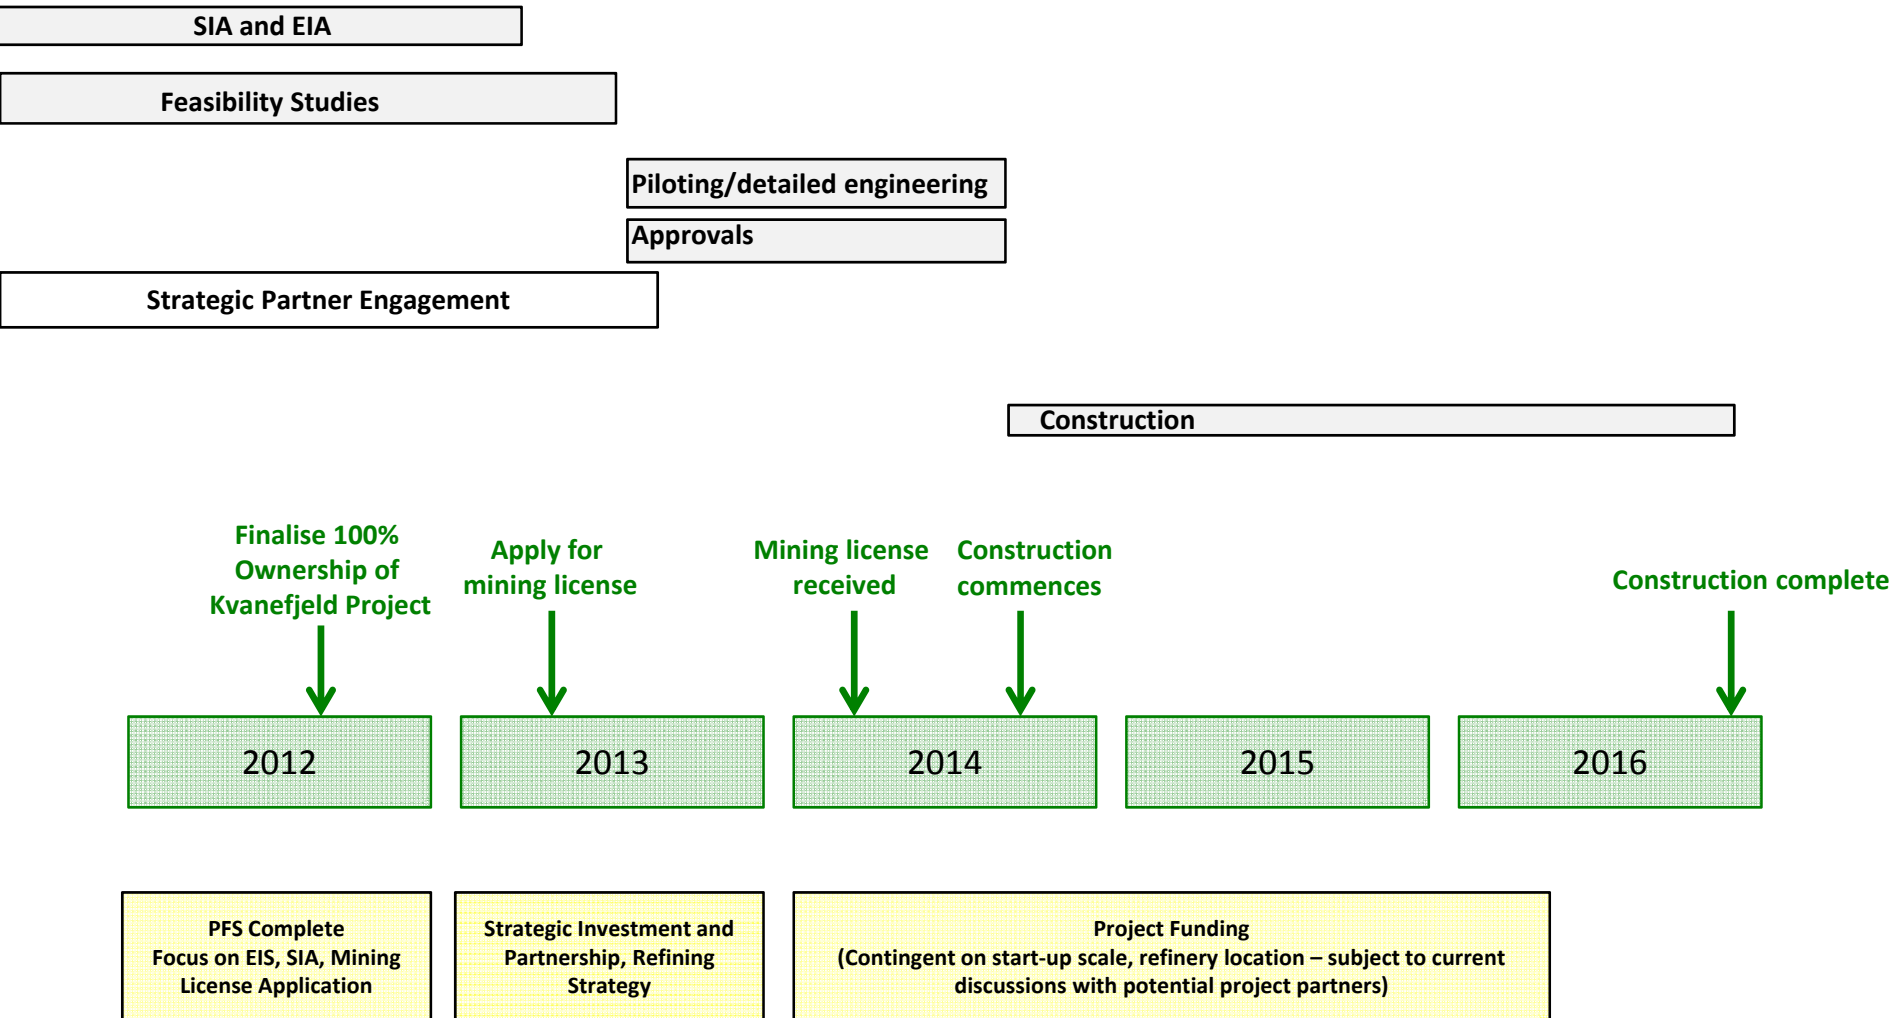 SIA and EIA
Feasibility Studies
Piloting/detailed engineering
Approvals
Strategic Partner Engagement
Construction
Finalise 100%
Ownership of
Kvanefjeld Project
Apply for
mining license
Mining license
received
Construction
commences
Construction complete
2012
2013
2014
2015
2016
PFS Complete
Focus on EIS, SIA, Mining
License Application
Strategic Investment and
Partnership, Refining
Strategy
Project Funding
(Contingent on start-up scale, refinery location – subject to current
discussions with potential project partners)